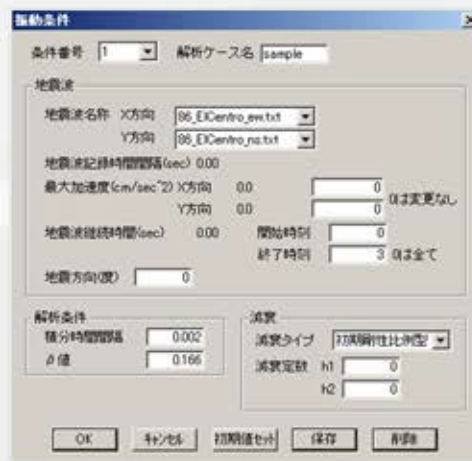 振動条件
条件番号 1 解析ケース名 sample
地震波
地震波名称 X方向 86_ElCentro_ew.txt
Y方向 86_ElCentro_ns.txt
地震波記録時間間隔(sec) 0.00
最大加速度(cm/sec^2) X方向 0.0 0 0は変更なし
Y方向 0.0 0
地震波継続時間(sec) 0.00 開始時刻 0
終了時刻 3 0は全て
地震方向(度) 0
解析条件
積分時間間隔 0.002
β値 0.166
減衰
減衰タイプ 初期剛性比例型
減衰定数 h1 0
h2 0
OK キャンセル 初期値セット 保存 削除